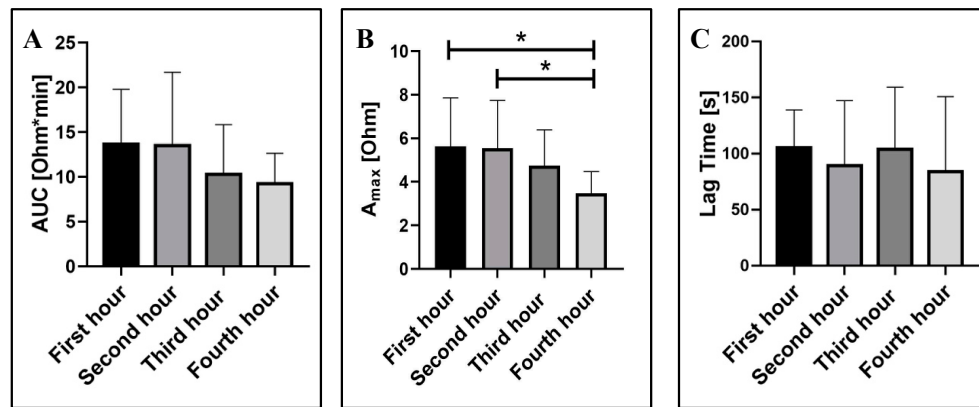 A
AUC [Ohm*min]
25
20
15
10
5
0
First hour
Second hour
Third hour
Fourth hour
B
Amax [Ohm]
10
8
6
4
2
0
*
*
First hour
Second hour
Third hour
Fourth hour
C
Lag Time [s]
200
150
100
50
0
First hour
Second hour
Third hour
Fourth hour